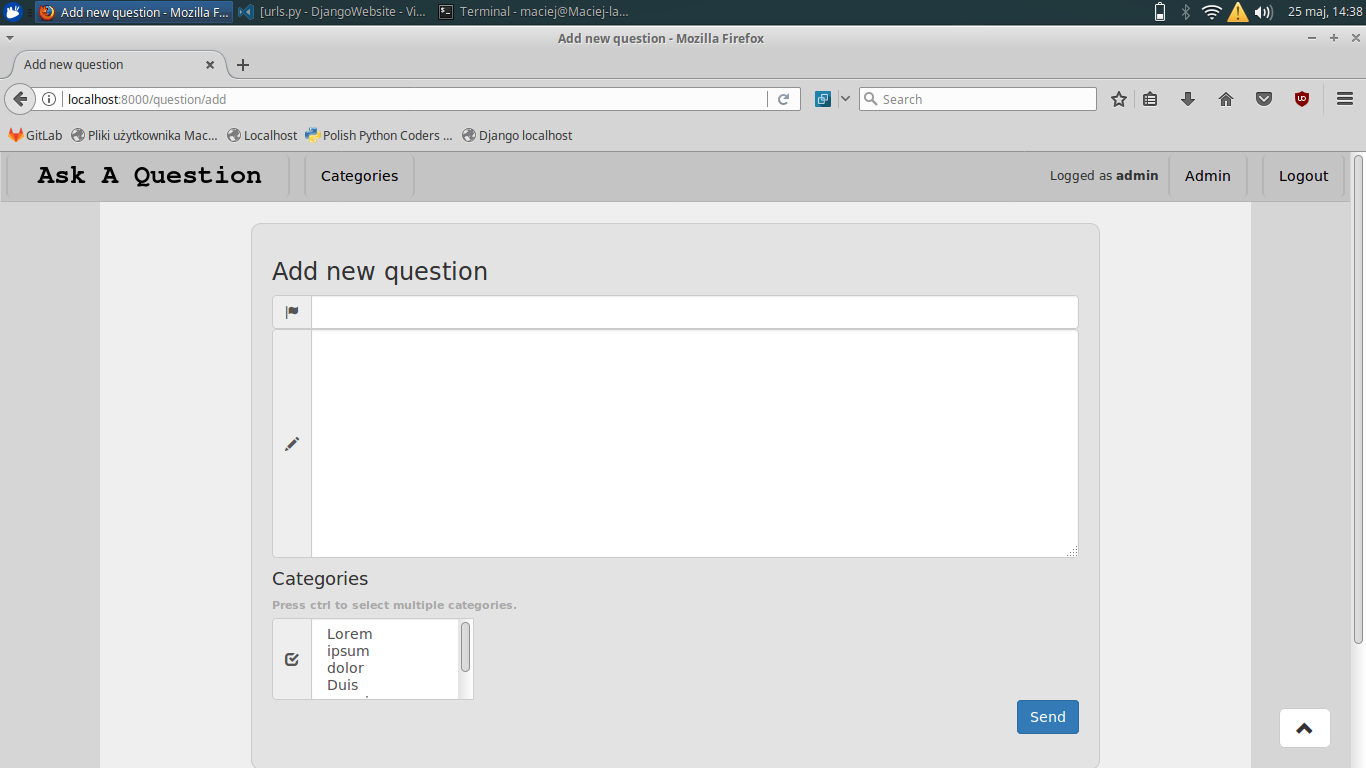 Add new question - Mozilla F... [urls.py - DjangoWebsite - Vi... Terminal - maciej@Maciej-la... 25 maj, 14:38
Add new question - Mozilla Firefox
Add new question
localhost:8000/question/add Search
GitLab Pliki użytkownika Mac... Localhost Polish Python Coders ... Django localhost
Ask A Question Categories Logged as admin Admin Logout
Add new question
Categories
Press ctrl to select multiple categories.
Lorem
ipsum
dolor
Duis
Send